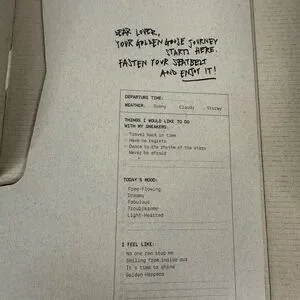 DEAR LOVER,
YOUR GOLDEN GOOSE JOURNEY
STARTS HERE.
FASTEN YOUR SEATBELT
AND ENJOY IT!
DEPARTURE TIME:
WEATHER: Sunny Cloudy Stormy
THINGS I WOULD LIKE TO DO
WITH MY SNEAKERS:
Travel back in time
Have no regrets
Dance to the rhythm of the stars
Never be afraid
TODAY'S MOOD:
Free-Flowing
Dreamy
Fabulous
Troublesome
Light-Hearted
I FEEL LIKE:
No one can stop me
Smiling from inside out
It's time to shine
Golden Happens